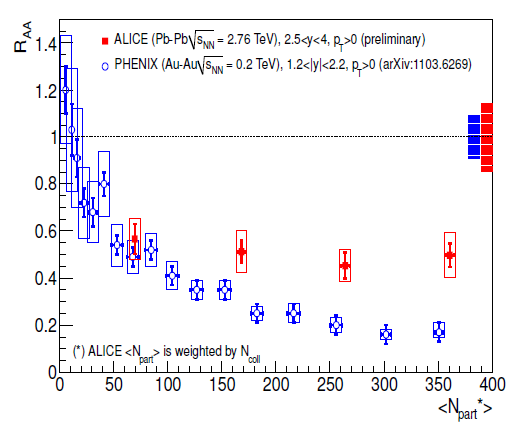 R_AA
ALICE (Pb-Pb√s_NN = 2.76 TeV), 2.5<y<4, p_T>0 (preliminary)
PHENIX (Au-Au√s_NN = 0.2 TeV), 1.2<|y|<2.2, p_T>0 (arXiv:1103.6269)
1.4
1.2
1
0.8
0.6
0.4
0.2
0
(*) ALICE <N_part> is weighted by N_coll
0 50 100 150 200 250 300 350 400
<N_part*>